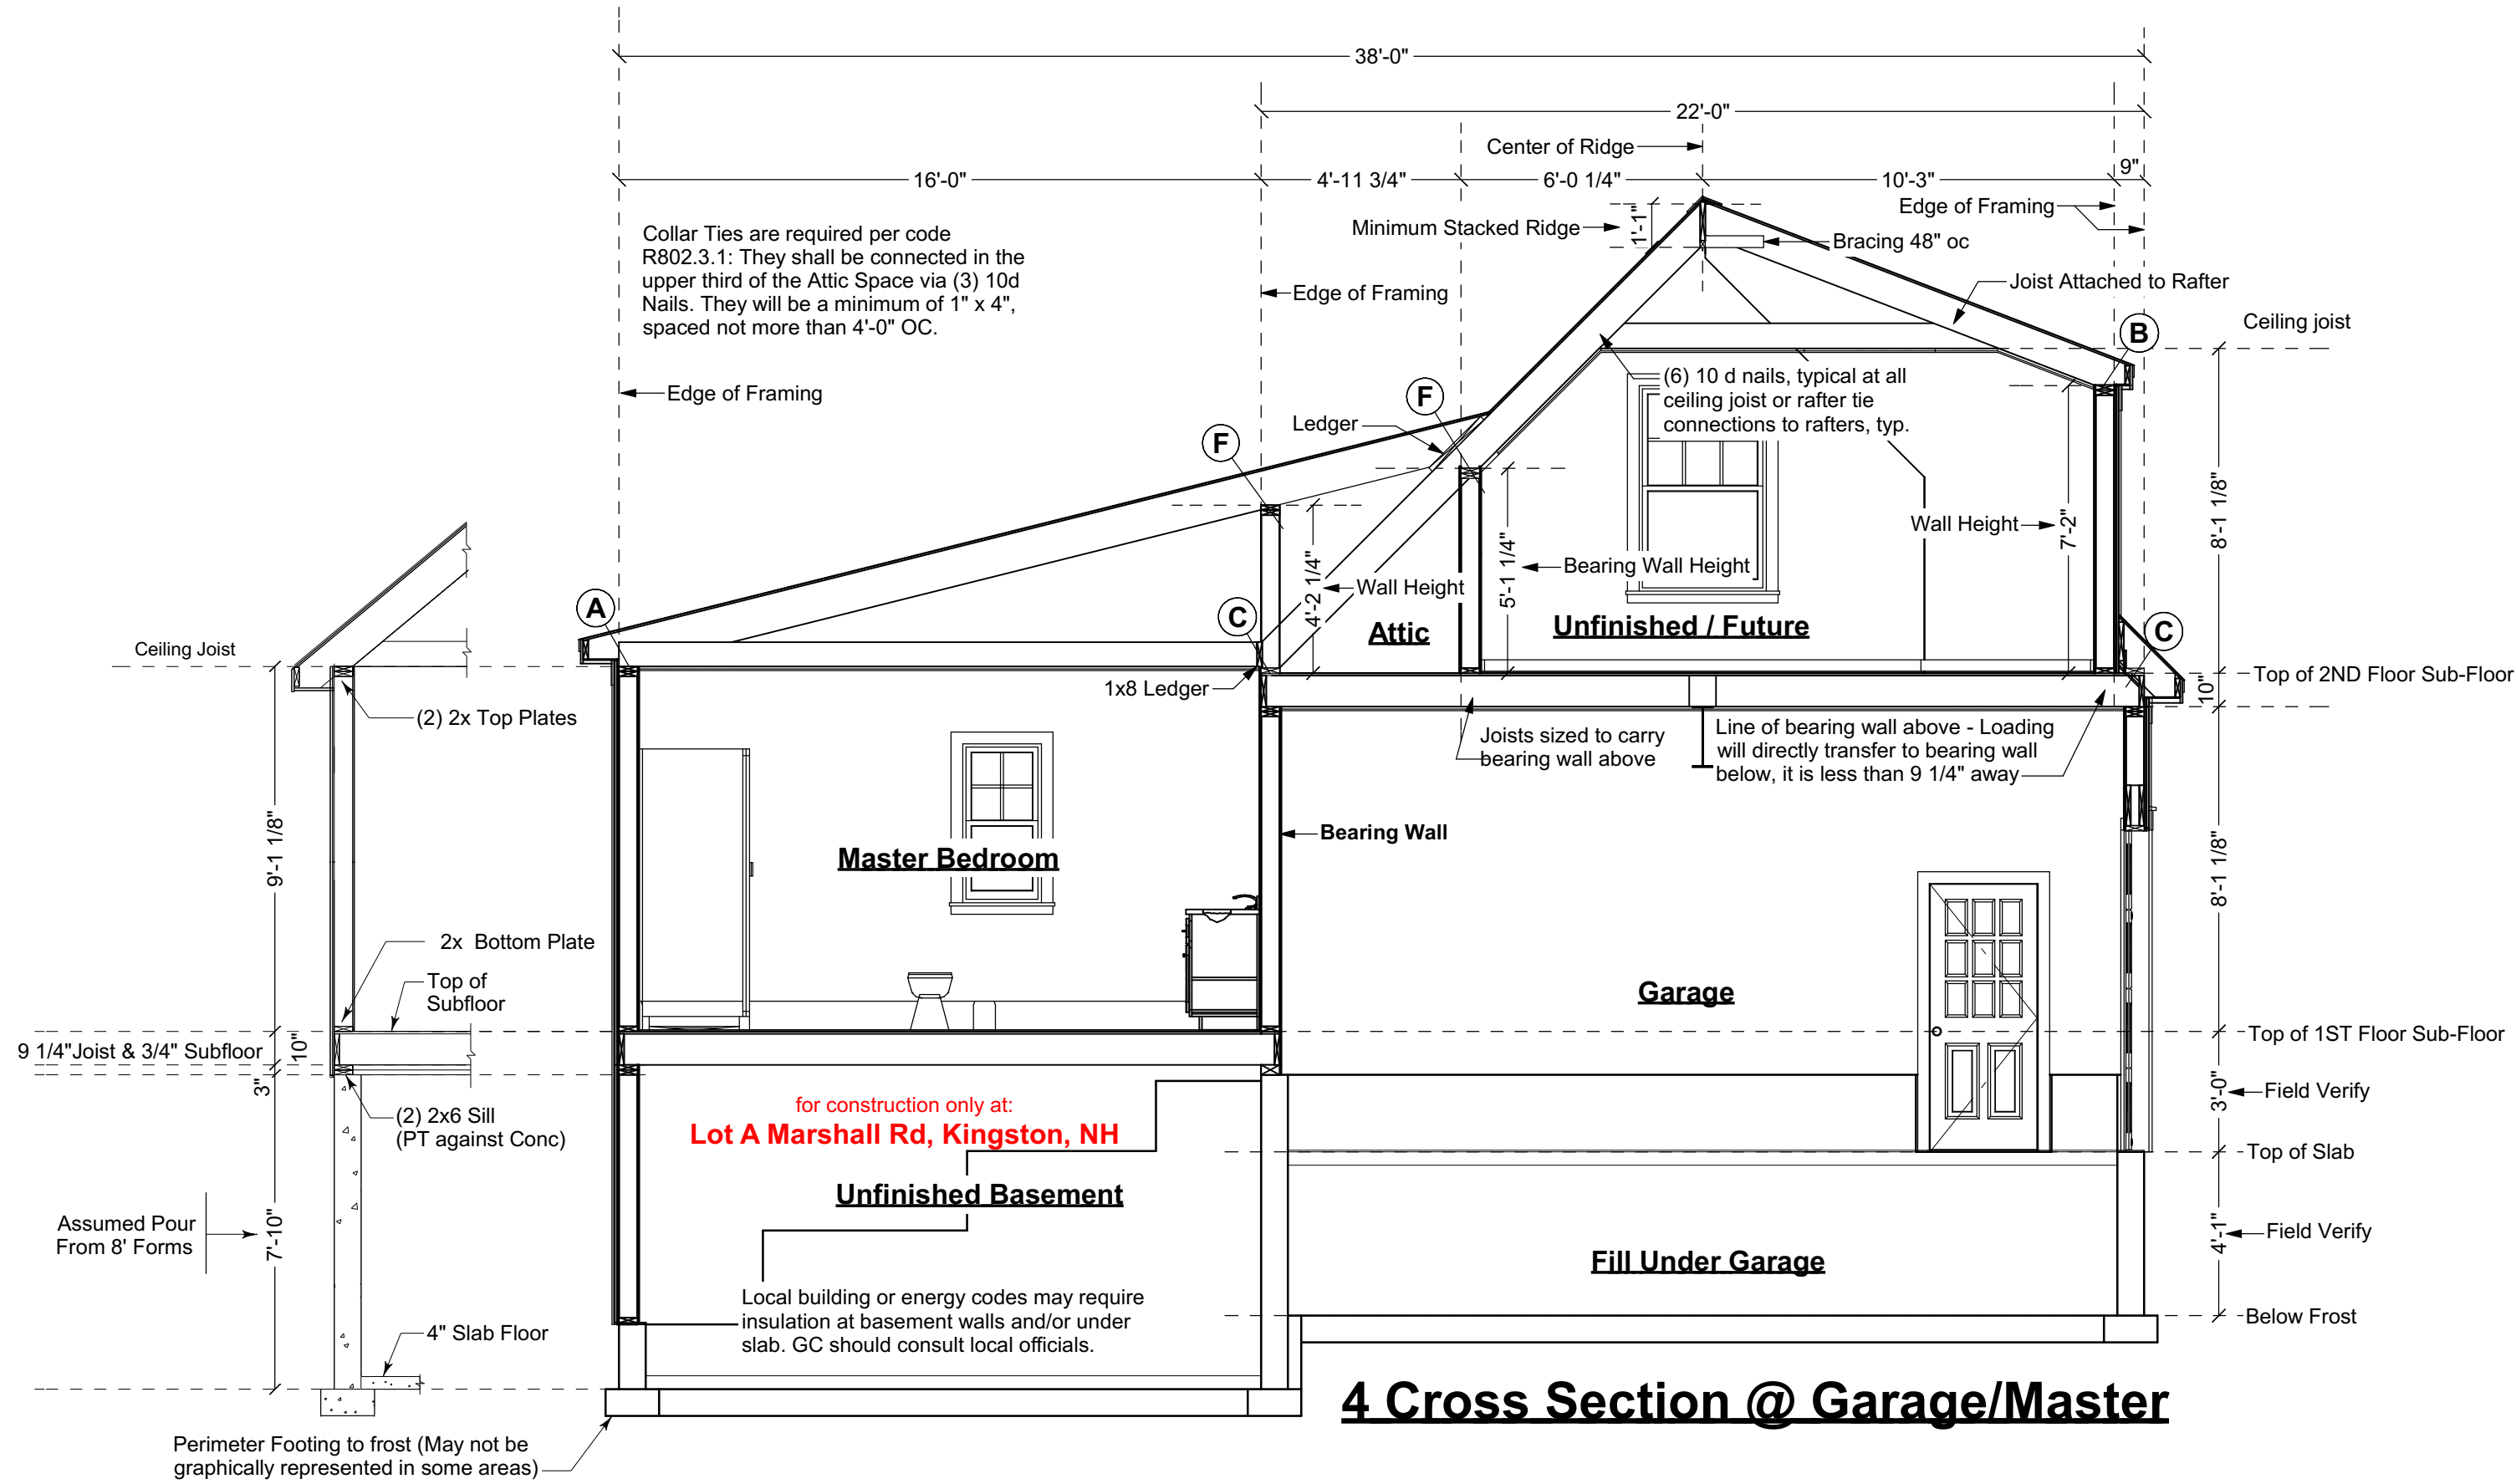 38'-0"
22'-0"
Center of Ridge
16'-0"
4'-11 3/4"
6'-0 1/4"
10'-3"
9"
Edge of Framing
Minimum Stacked Ridge
1'-1"
Bracing 48" oc
Collar Ties are required per code
R802.3.1: They shall be connected in the
upper third of the Attic Space via (3) 10d
Nails. They will be a minimum of 1" x 4",
spaced not more than 4'-0" OC.
Edge of Framing
Joist Attached to Rafter
Ceiling joist
B
Edge of Framing
(6) 10 d nails, typical at all
ceiling joist or rafter tie
connections to rafters, typ.
F
Ledger
F
Wall Height
7'-2"
8'-1 1/8"
4'-2 1/4"
Wall Height
5'-1 1/4"
Bearing Wall Height
A
C
Attic
Unfinished / Future
C
Ceiling Joist
1x8 Ledger
Top of 2ND Floor Sub-Floor
10"
(2) 2x Top Plates
Joists sized to carry
bearing wall above
Line of bearing wall above - Loading
will directly transfer to bearing wall
below, it is less than 9 1/4" away
9'-1 1/8"
Master Bedroom
Bearing Wall
8'-1 1/8"
2x Bottom Plate
Top of
Subfloor
Garage
9 1/4"Joist & 3/4" Subfloor
10"
Top of 1ST Floor Sub-Floor
3"
(2) 2x6 Sill
(PT against Conc)
for construction only at:
Lot A Marshall Rd, Kingston, NH
3'-0"
Field Verify
Top of Slab
Unfinished Basement
Assumed Pour
From 8' Forms
7'-10"
4'-1"
Field Verify
Fill Under Garage
Local building or energy codes may require
insulation at basement walls and/or under
slab. GC should consult local officials.
4" Slab Floor
Below Frost
4 Cross Section @ Garage/Master
Perimeter Footing to frost (May not be
graphically represented in some areas)